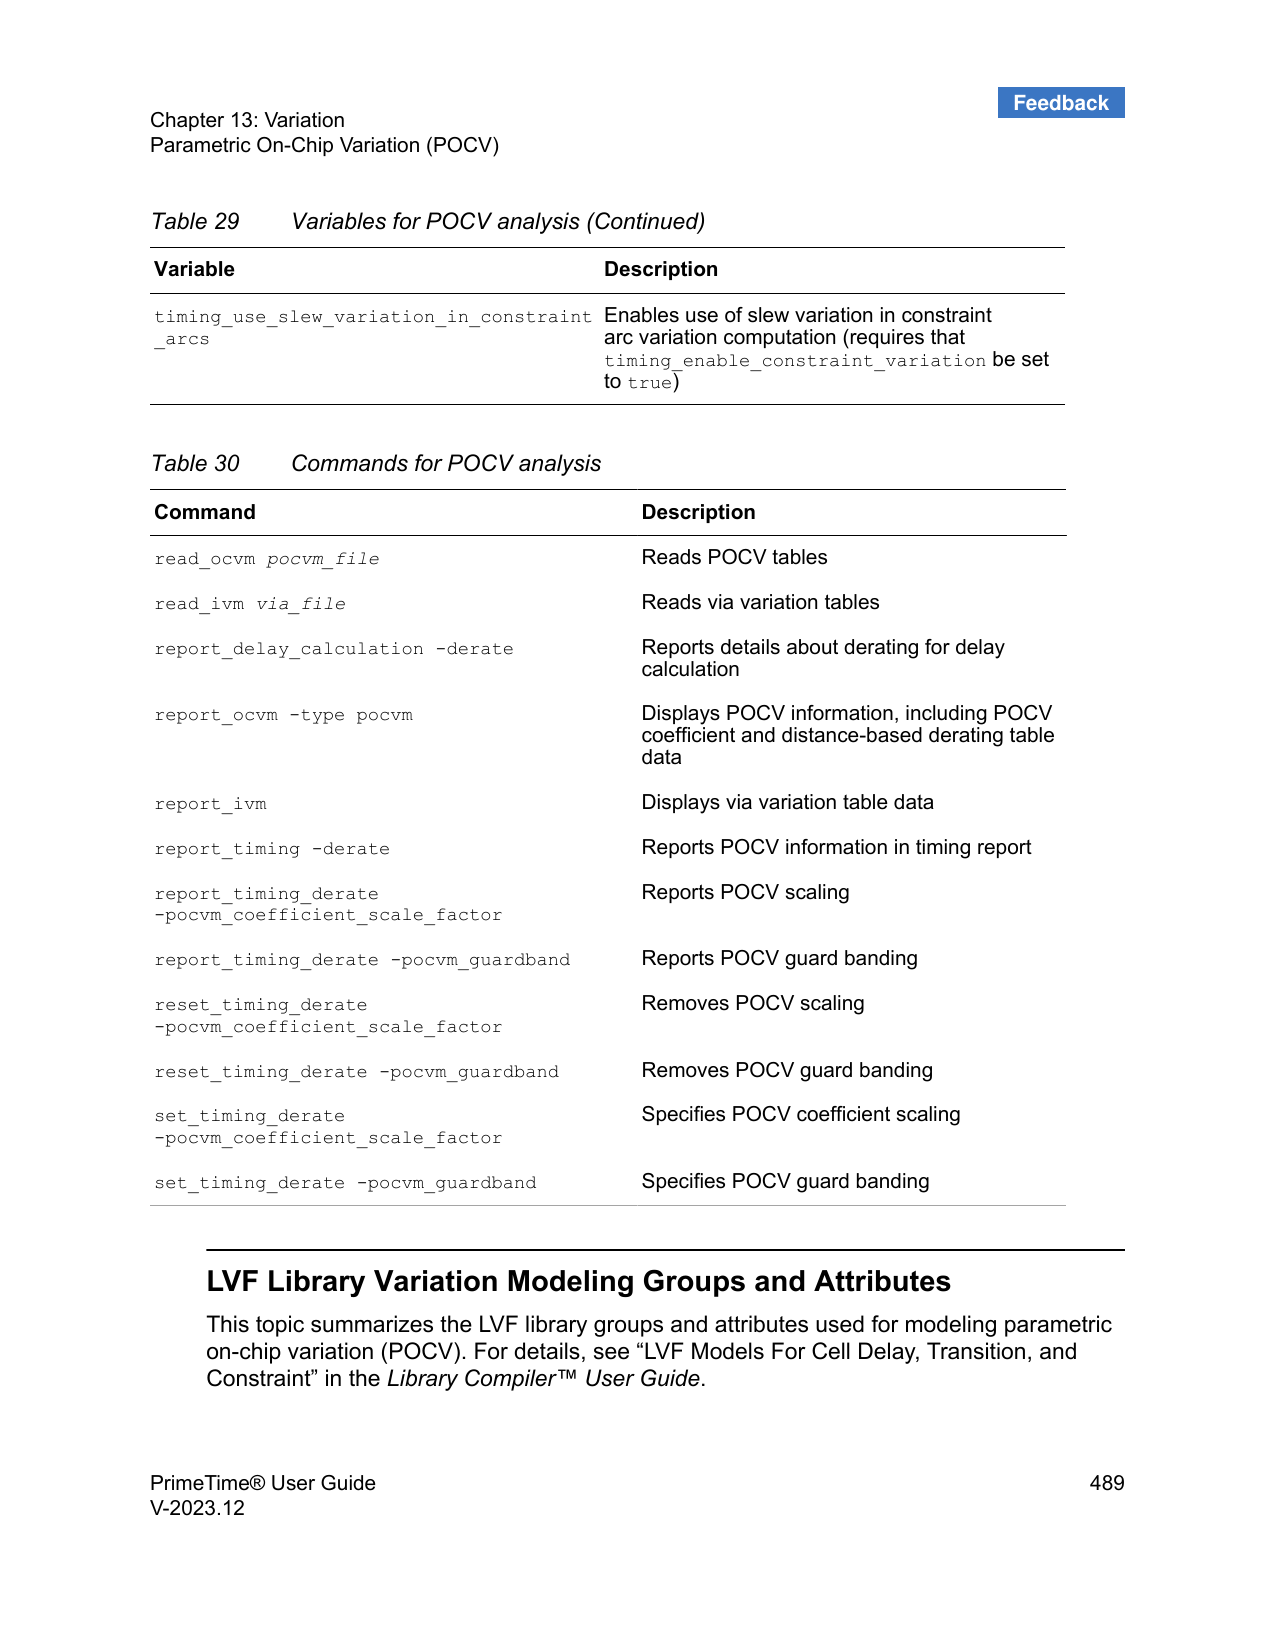 Feedback
Chapter 13: Variation
Parametric On-Chip Variation (POCV)
Table 29 Variables for POCV analysis (Continued)
Variable Description
timing_use_slew_variation_in_constraint Enables use of slew variation in constraint
_arcs arc variation computation (requires that
timing_enable_constraint_variation be set
to true)
Table 30 Commands for POCV analysis
Command Description
read_ocvm pocvm_file Reads POCV tables
read_ivm via_file Reads via variation tables
report_delay_calculation -derate Reports details about derating for delay
calculation
report_ocvm -type pocvm Displays POCV information, including POCV
coefficient and distance-based derating table
data
report_ivm Displays via variation table data
report_timing -derate Reports POCV information in timing report
report_timing_derate Reports POCV scaling
-pocvm_coefficient_scale_factor
report_timing_derate -pocvm_guardband Reports POCV guard banding
reset_timing_derate Removes POCV scaling
-pocvm_coefficient_scale_factor
reset_timing_derate -pocvm_guardband Removes POCV guard banding
set_timing_derate Specifies POCV coefficient scaling
-pocvm_coefficient_scale_factor
set_timing_derate -pocvm_guardband Specifies POCV guard banding
LVF Library Variation Modeling Groups and Attributes
This topic summarizes the LVF library groups and attributes used for modeling parametric
on-chip variation (POCV). For details, see “LVF Models For Cell Delay, Transition, and
Constraint” in the Library Compiler™ User Guide.
PrimeTime® User Guide 489
V-2023.12